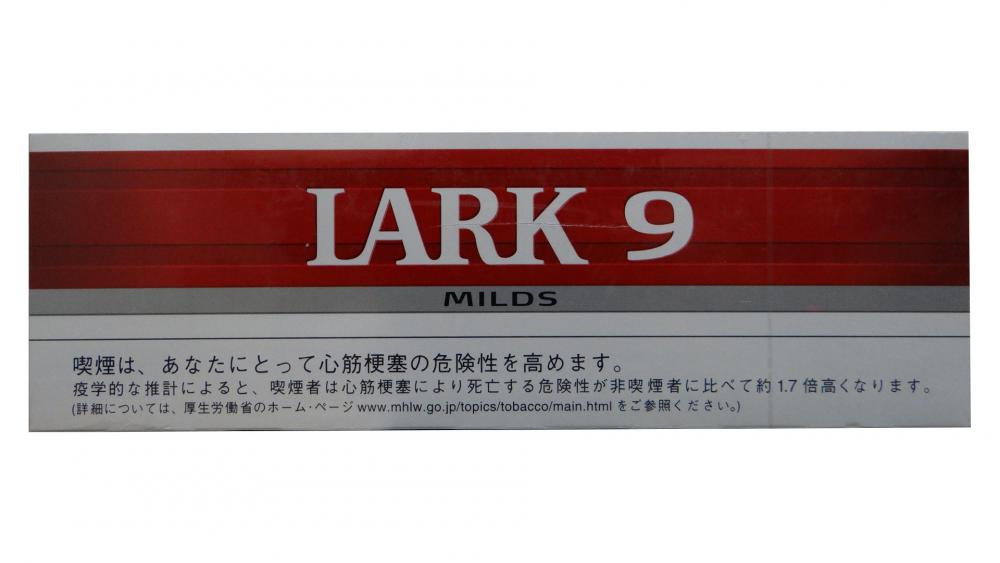 LARK 9
MILDS
喫煙は、あなたにとって心筋梗塞の危険性を高めます。
疫学的な推計によると、喫煙者は心筋梗塞により死亡する危険性が非喫煙者に比べて約1.7倍高くなります。
(詳細については、厚生労働省のホーム・ページ www.mhlw.go.jp/topics/tobacco/main.html をご参照ください。)